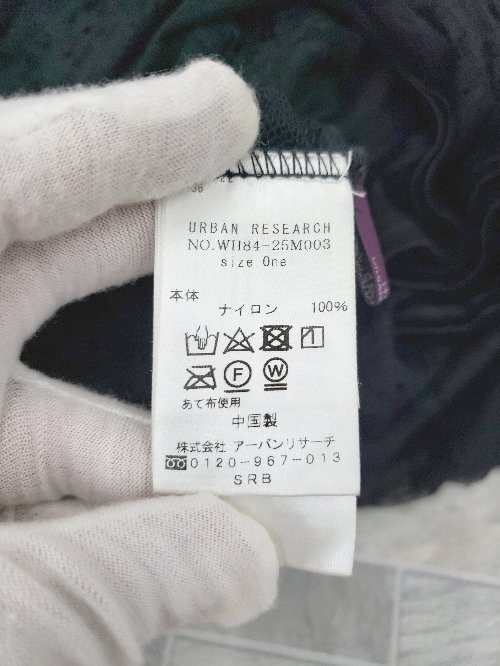 URBAN RESEARCH
NO.WI184-25M003
size One
本体
ナイロン 100%
F W
あて布使用
中国製
株式会社 アーバンリサーチ
0120-967-013
SRB